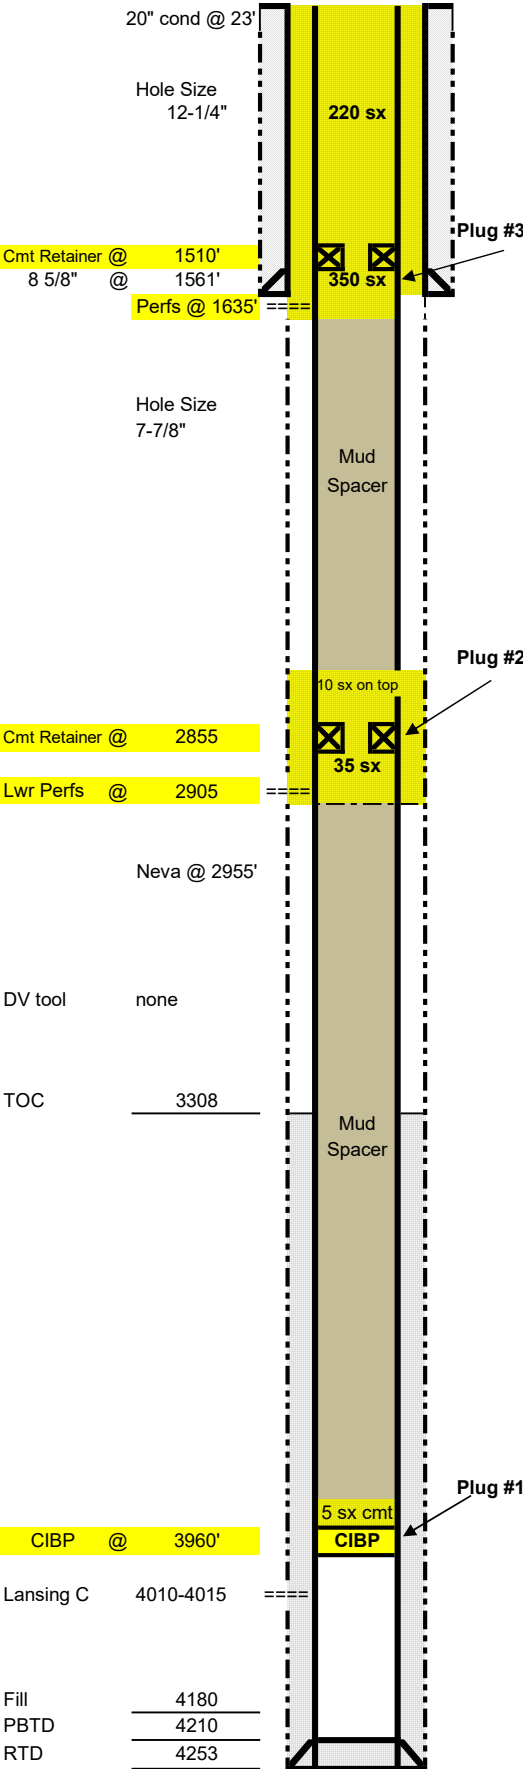 20" cond @ 23'
Hole Size
12-1/4"
220 sx
Plug #3
Cmt Retainer @ 1510'
8 5/8" @ 1561'
350 sx
Perfs @ 1635' ====
Hole Size
7-7/8"
Mud
Spacer
Plug #2
10 sx on top
Cmt Retainer @ 2855
35 sx
Lwr Perfs @ 2905 ====
Neva @ 2955'
DV tool none
TOC 3308
Mud
Spacer
Plug #1
5 sx cmt
CIBP @ 3960' CIBP
Lansing C 4010-4015 ====
Fill 4180
PBTD 4210
RTD 4253